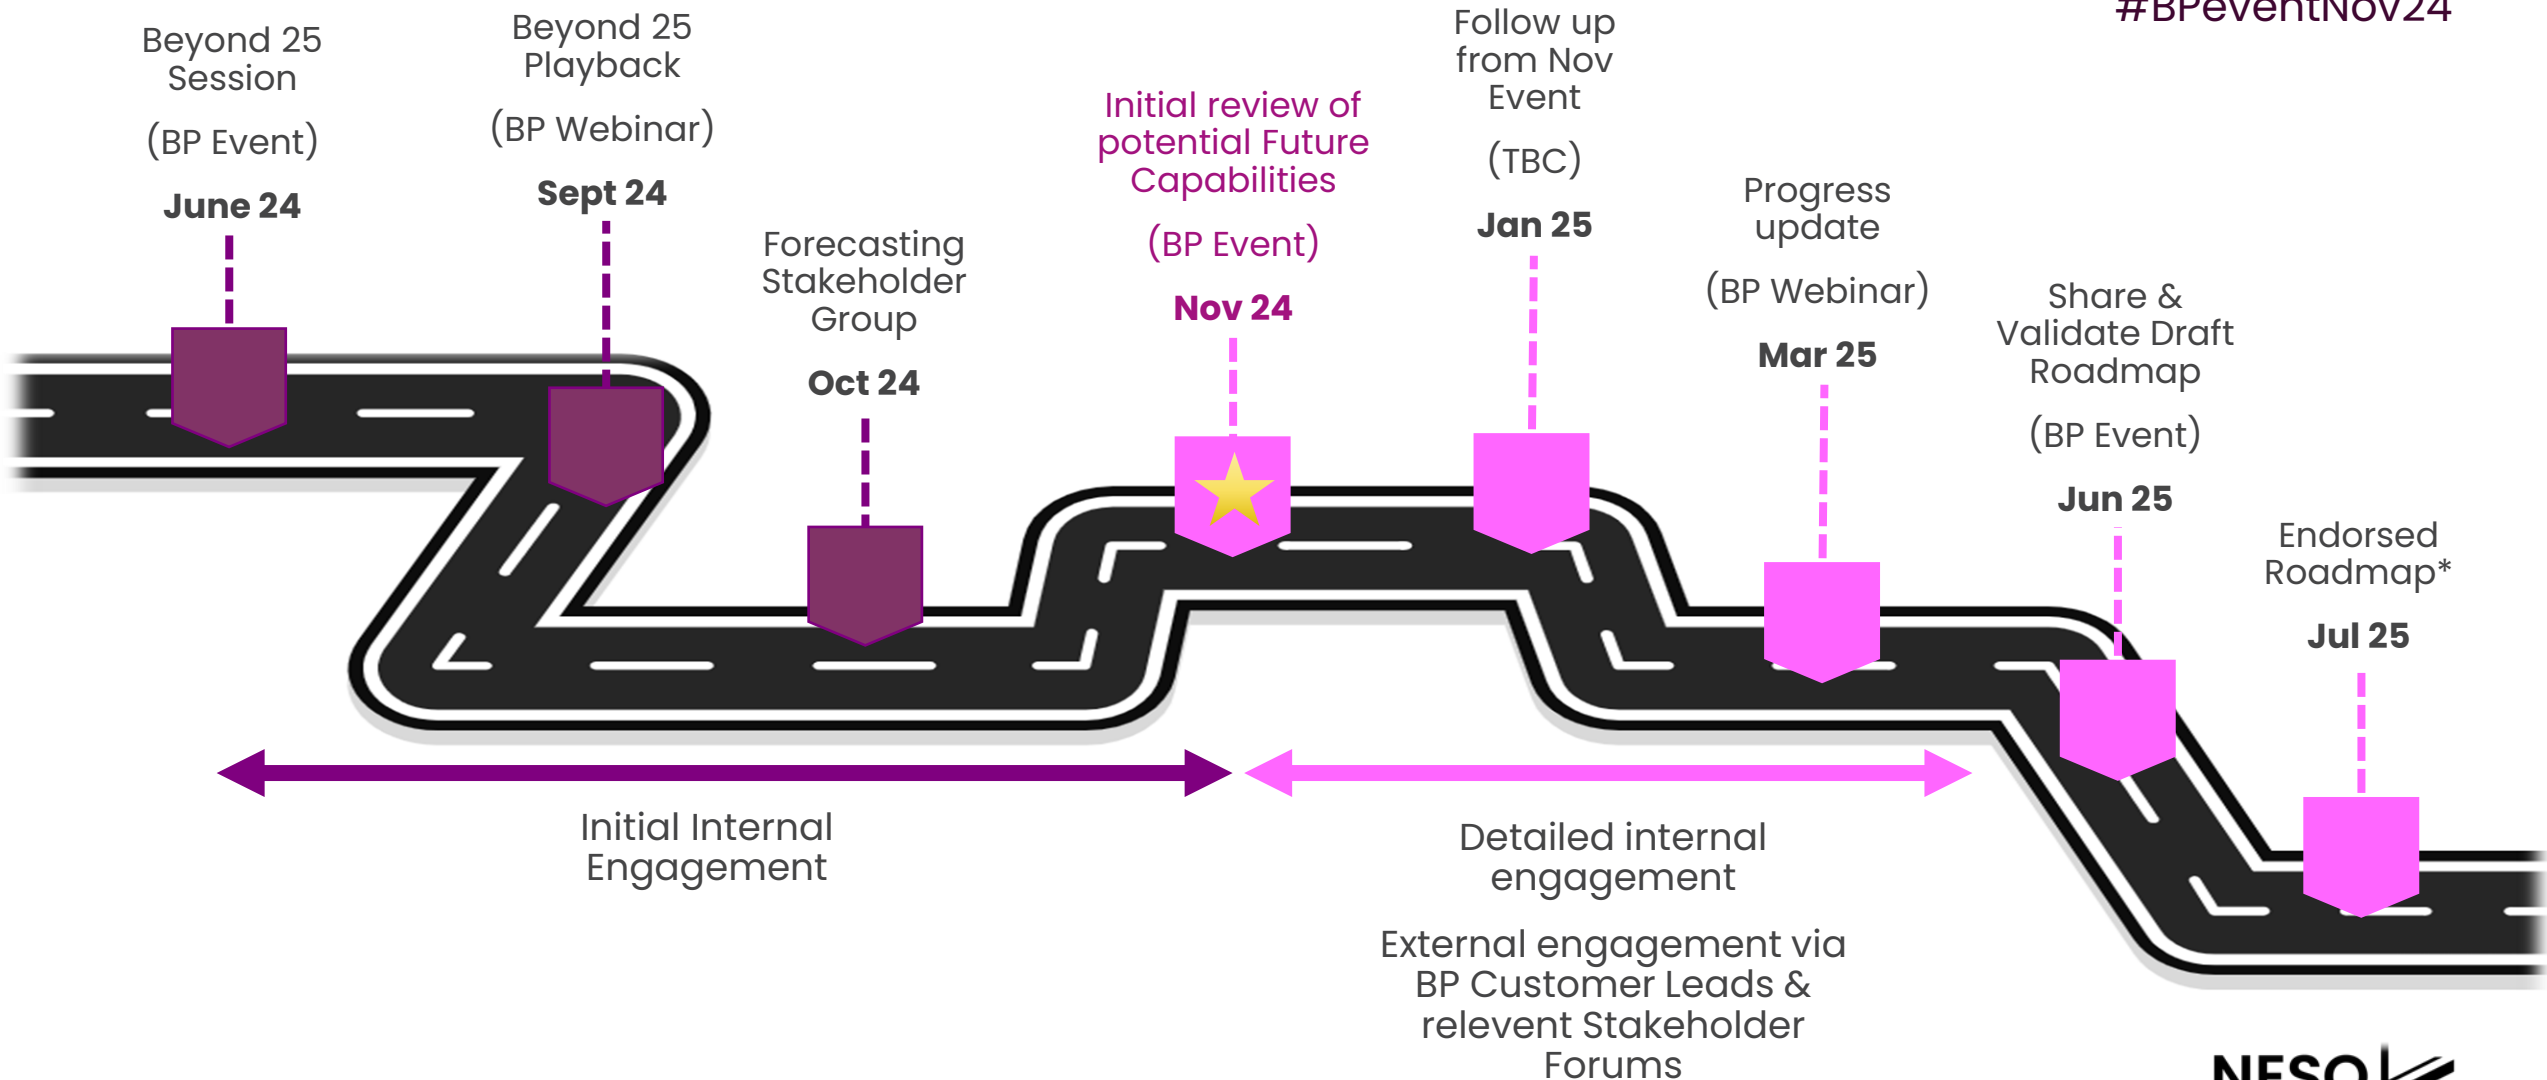 #BPeventNov24
Beyond 25
Session
(BP Event)
June 24
Beyond 25
Playback
(BP Webinar)
Sept 24
Forecasting
Stakeholder
Group
Oct 24
Initial review of
potential Future
Capabilities
(BP Event)
Nov 24
Follow up
from Nov
Event
(TBC)
Jan 25
Progress
update
(BP Webinar)
Mar 25
Share &
Validate Draft
Roadmap
(BP Event)
Jun 25
Endorsed
Roadmap*
Jul 25
Initial Internal
Engagement
Detailed internal
engagement
External engagement via
BP Customer Leads &
relevent Stakeholder
Forums
NESO